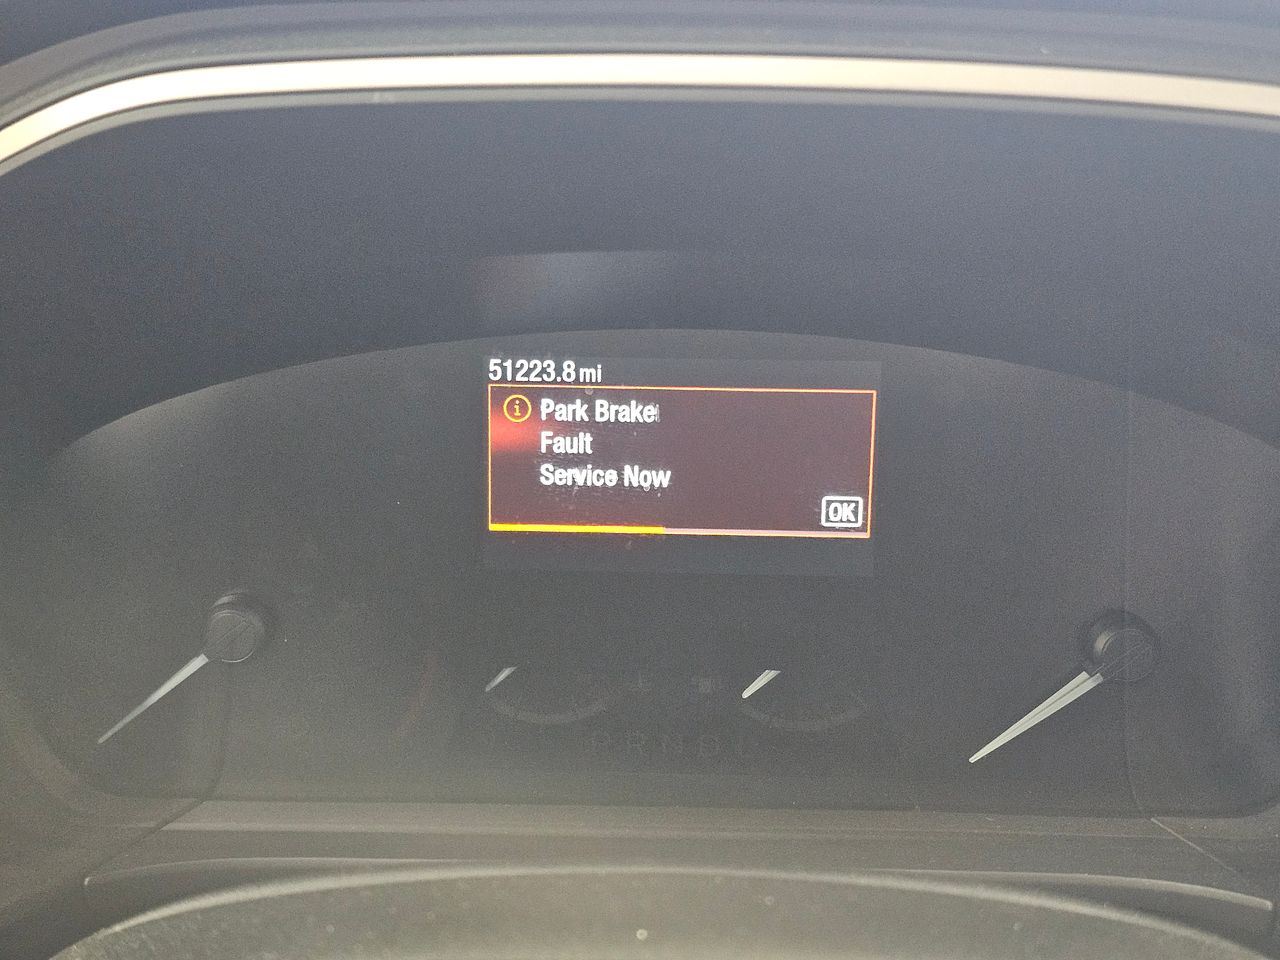 51223.8 mi
Park Brake
Fault
Service Now
OK